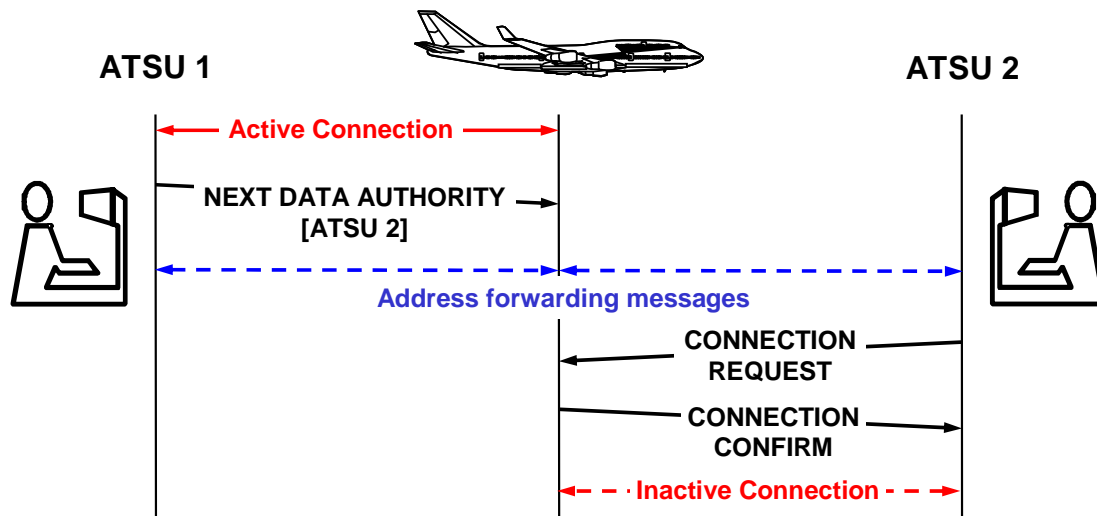 ATSU 1
ATSU 2
Active Connection
NEXT DATA AUTHORITY
[ATSU 2]
Address forwarding messages
CONNECTION
REQUEST
CONNECTION
CONFIRM
Inactive Connection